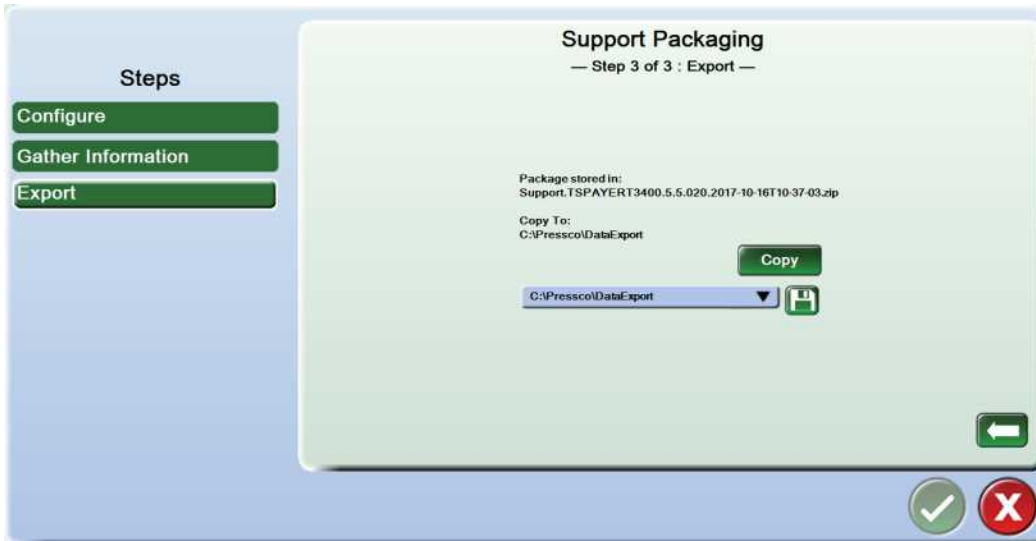 Steps
Configure
Gather Information
Export
Support Packaging
— Step 3 of 3 : Export —
Package stored in:
Support.TSPAYERT3400.5.5.020.2017-10-16T10-37-03.zip
Copy To:
C:\Pressco\DataExport
Copy
C:\Pressco\DataExport